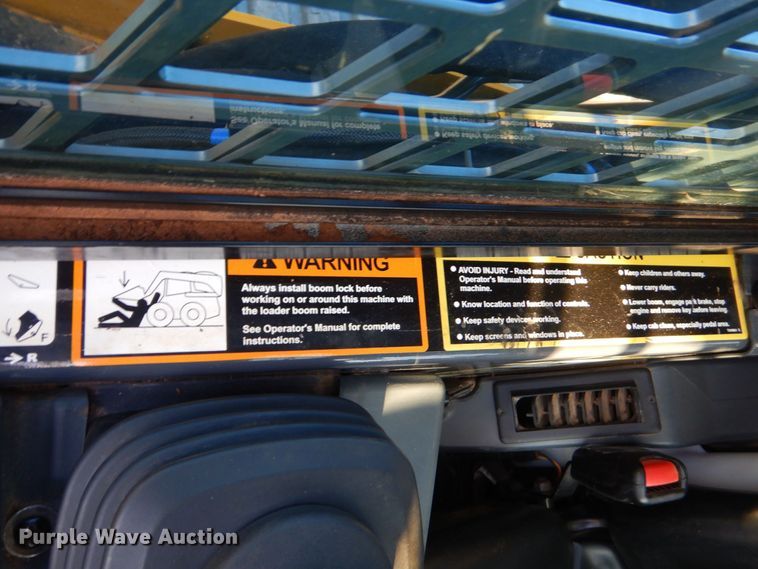 WARNING
Always install boom lock before
working on or around this machine with
the loader boom raised.
See Operator's Manual for complete
instructions.
CAUTION
• AVOID INJURY - Read and understand
Operator's Manual before operating this
machine.
• Know location and function of controls.
• Keep safety devices working.
• Keep screens and windows in place.
• Keep children and others away.
• Never carry riders.
• Lower boom, engage park brake, stop
engine and remove key before leaving.
• Keep cab clean, especially pedal area.
F
R
Purple Wave Auction